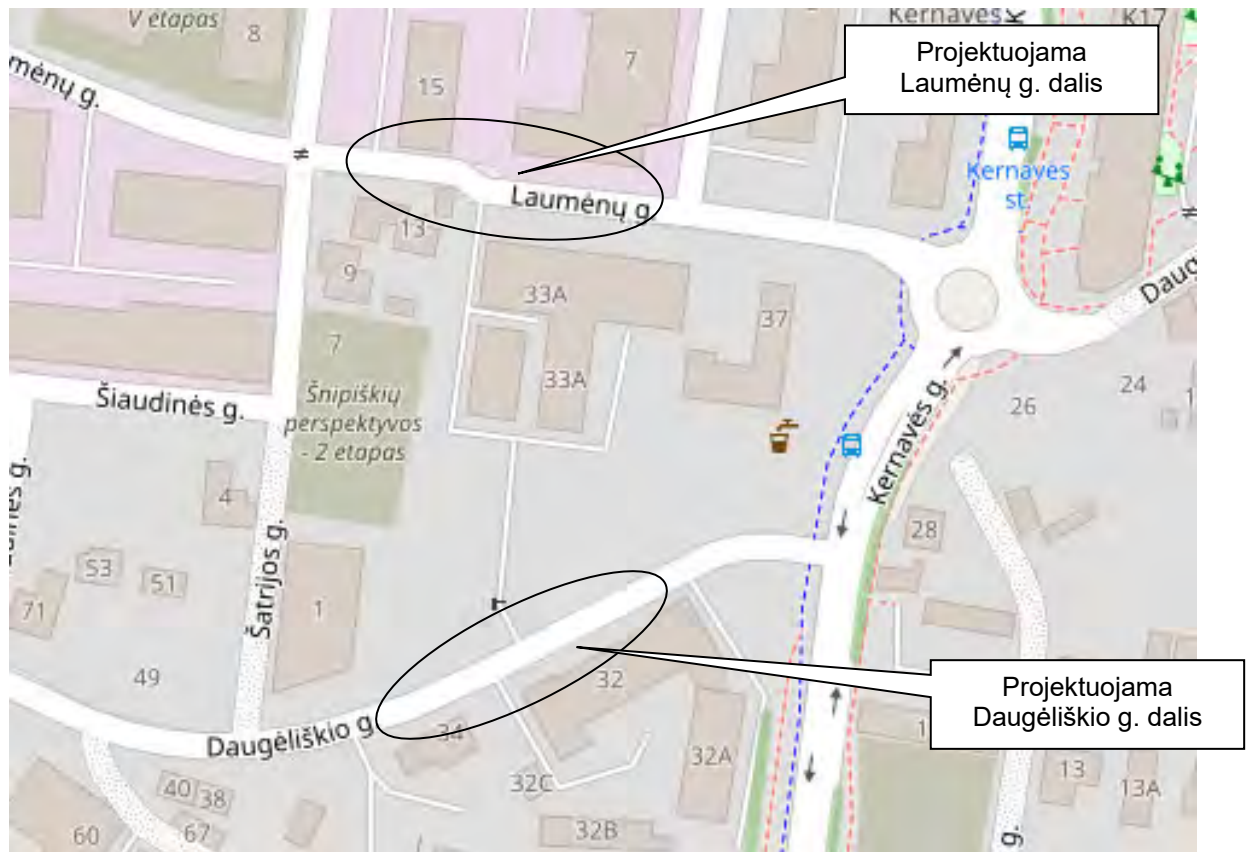 V etapas
8
Kernavės
K
K17
Projektuojama
Laumėnų g. dalis
mėnų g.
15
7
Kernavės
st.
Laumėnų g.
13
9
33A
37
Daug
7
Šnipiškių
perspektyvos
- 2 etapas
33A
Šiaudinės g.
24
1
26
Kernavės g.
4
28
g.
53
51
71
Šatrijos g.
1
49
32
Projektuojama
Daugėliškio g. dalis
Daugėliškio g.
34
32A
1
32C
40
38
13
13A
60
67
32B
g.